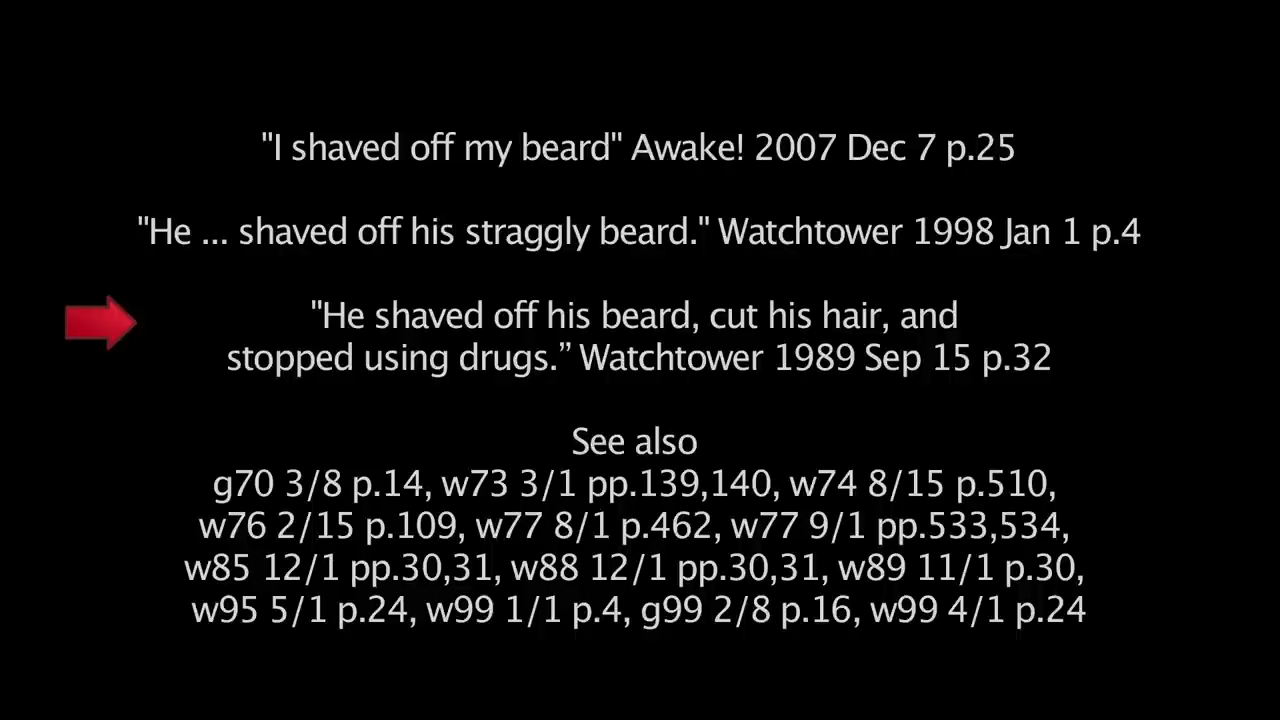 "I shaved off my beard" Awake! 2007 Dec 7 p.25
"He ... shaved off his straggly beard." Watchtower 1998 Jan 1 p.4
"He shaved off his beard, cut his hair, and
stopped using drugs.” Watchtower 1989 Sep 15 p.32
See also
g70 3/8 p.14, w73 3/1 pp.139,140, w74 8/15 p.510,
w76 2/15 p.109, w77 8/1 p.462, w77 9/1 pp.533,534,
w85 12/1 pp.30,31, w88 12/1 pp.30,31, w89 11/1 p.30,
w95 5/1 p.24, w99 1/1 p.4, g99 2/8 p.16, w99 4/1 p.24